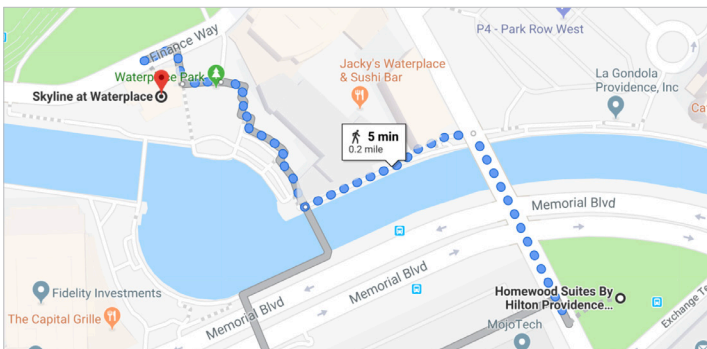 Finance Way
P4 - Park Row West
Waterplace Park
Skyline at Waterplace
Jacky's Waterplace
& Sushi Bar
La Gondola
Providence, Inc
Ca
5 min
0.2 mile
Memorial Blvd
Memorial Blvd
Memorial Blvd
Fidelity Investments
The Capital Grille
Homewood Suites By
Hilton Providence...
MojoTech
Exchange Te